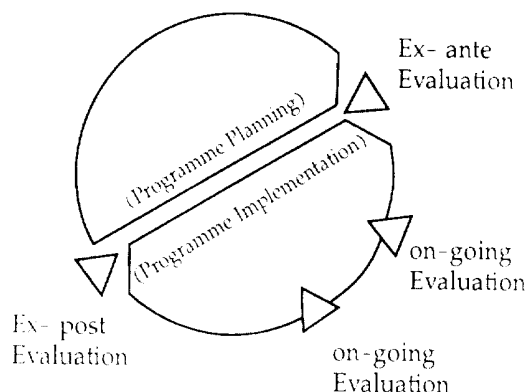 Ex- ante
Evaluation
(Programme Planning)
(Programme Implementation)
on-going
Evaluation
Ex- post
Evaluation
on-going
Evaluation